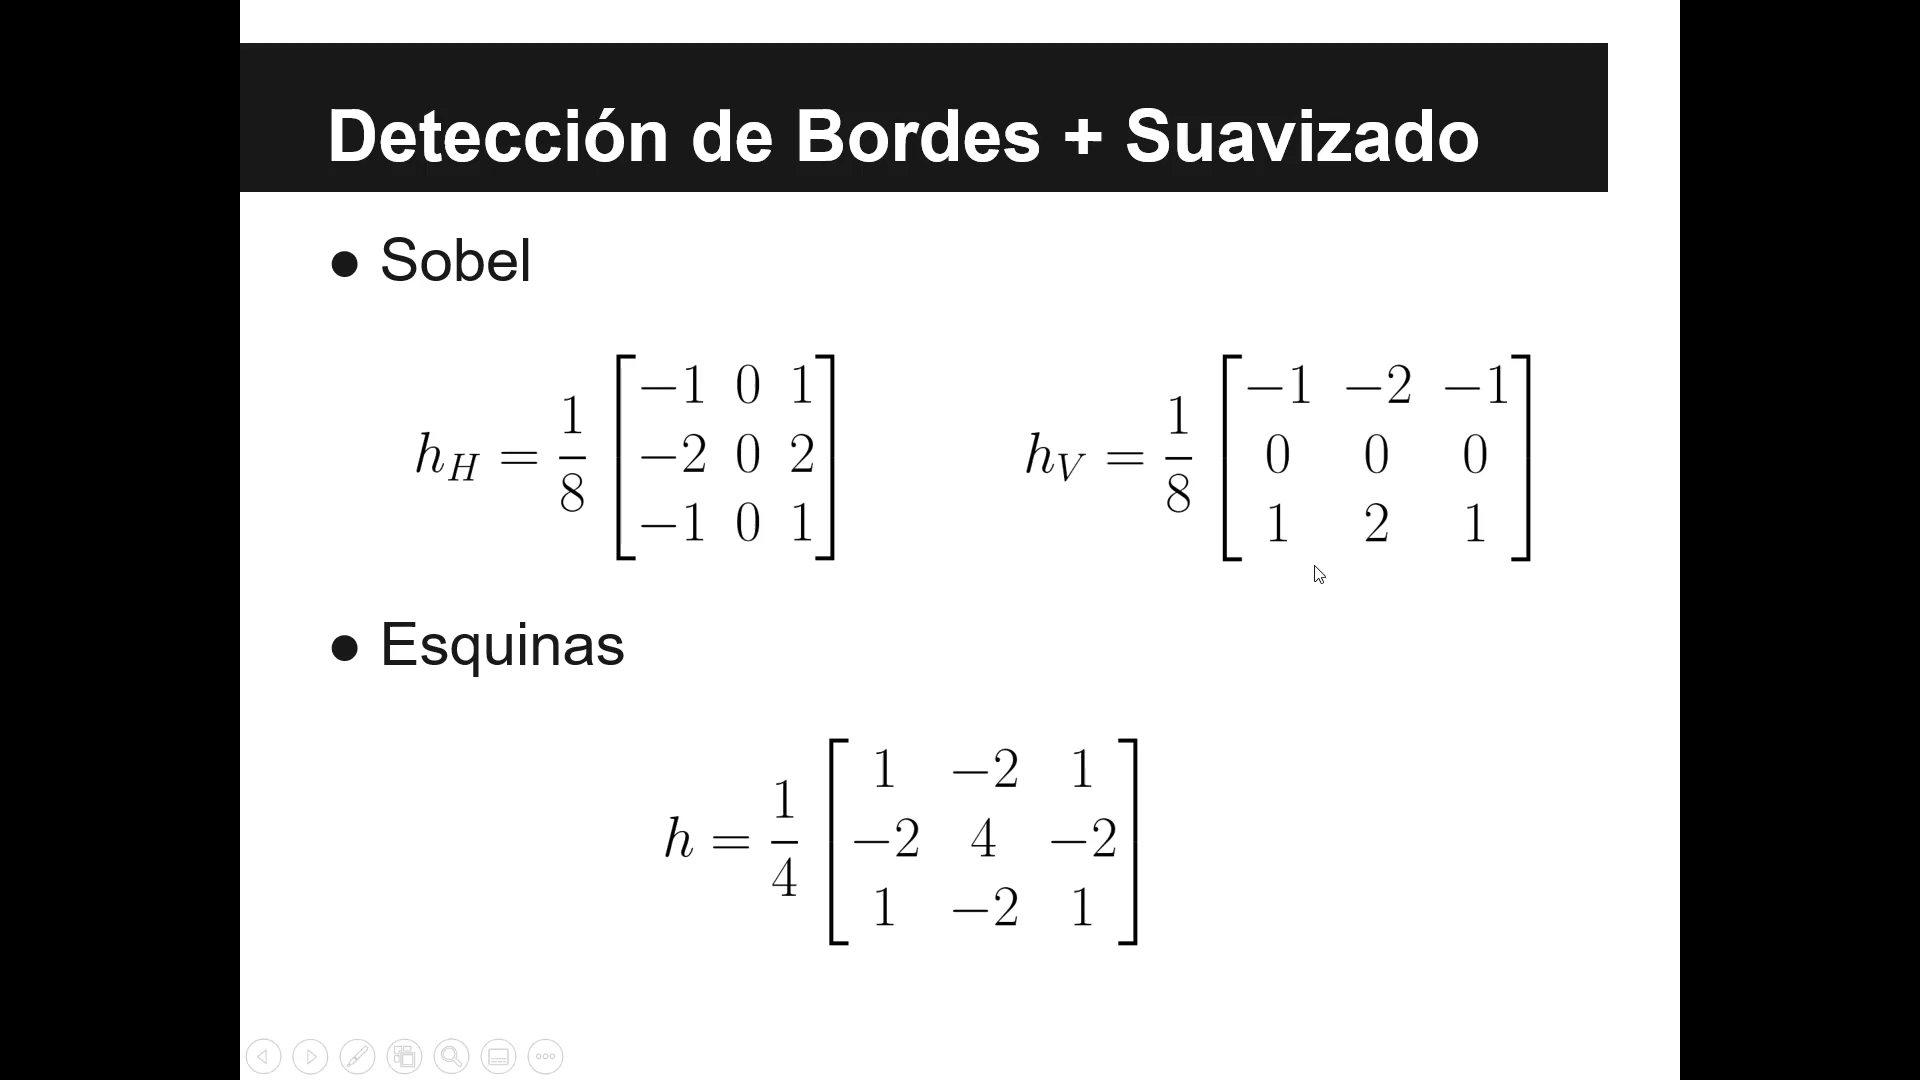 Detección de Bordes + Suavizado
● Sobel
h_H = 1/8 [−1 0 1; −2 0 2; −1 0 1]    h_V = 1/8 [−1 −2 −1; 0 0 0; 1 2 1]
● Esquinas
h = 1/4 [1 −2 1; −2 4 −2; 1 −2 1]